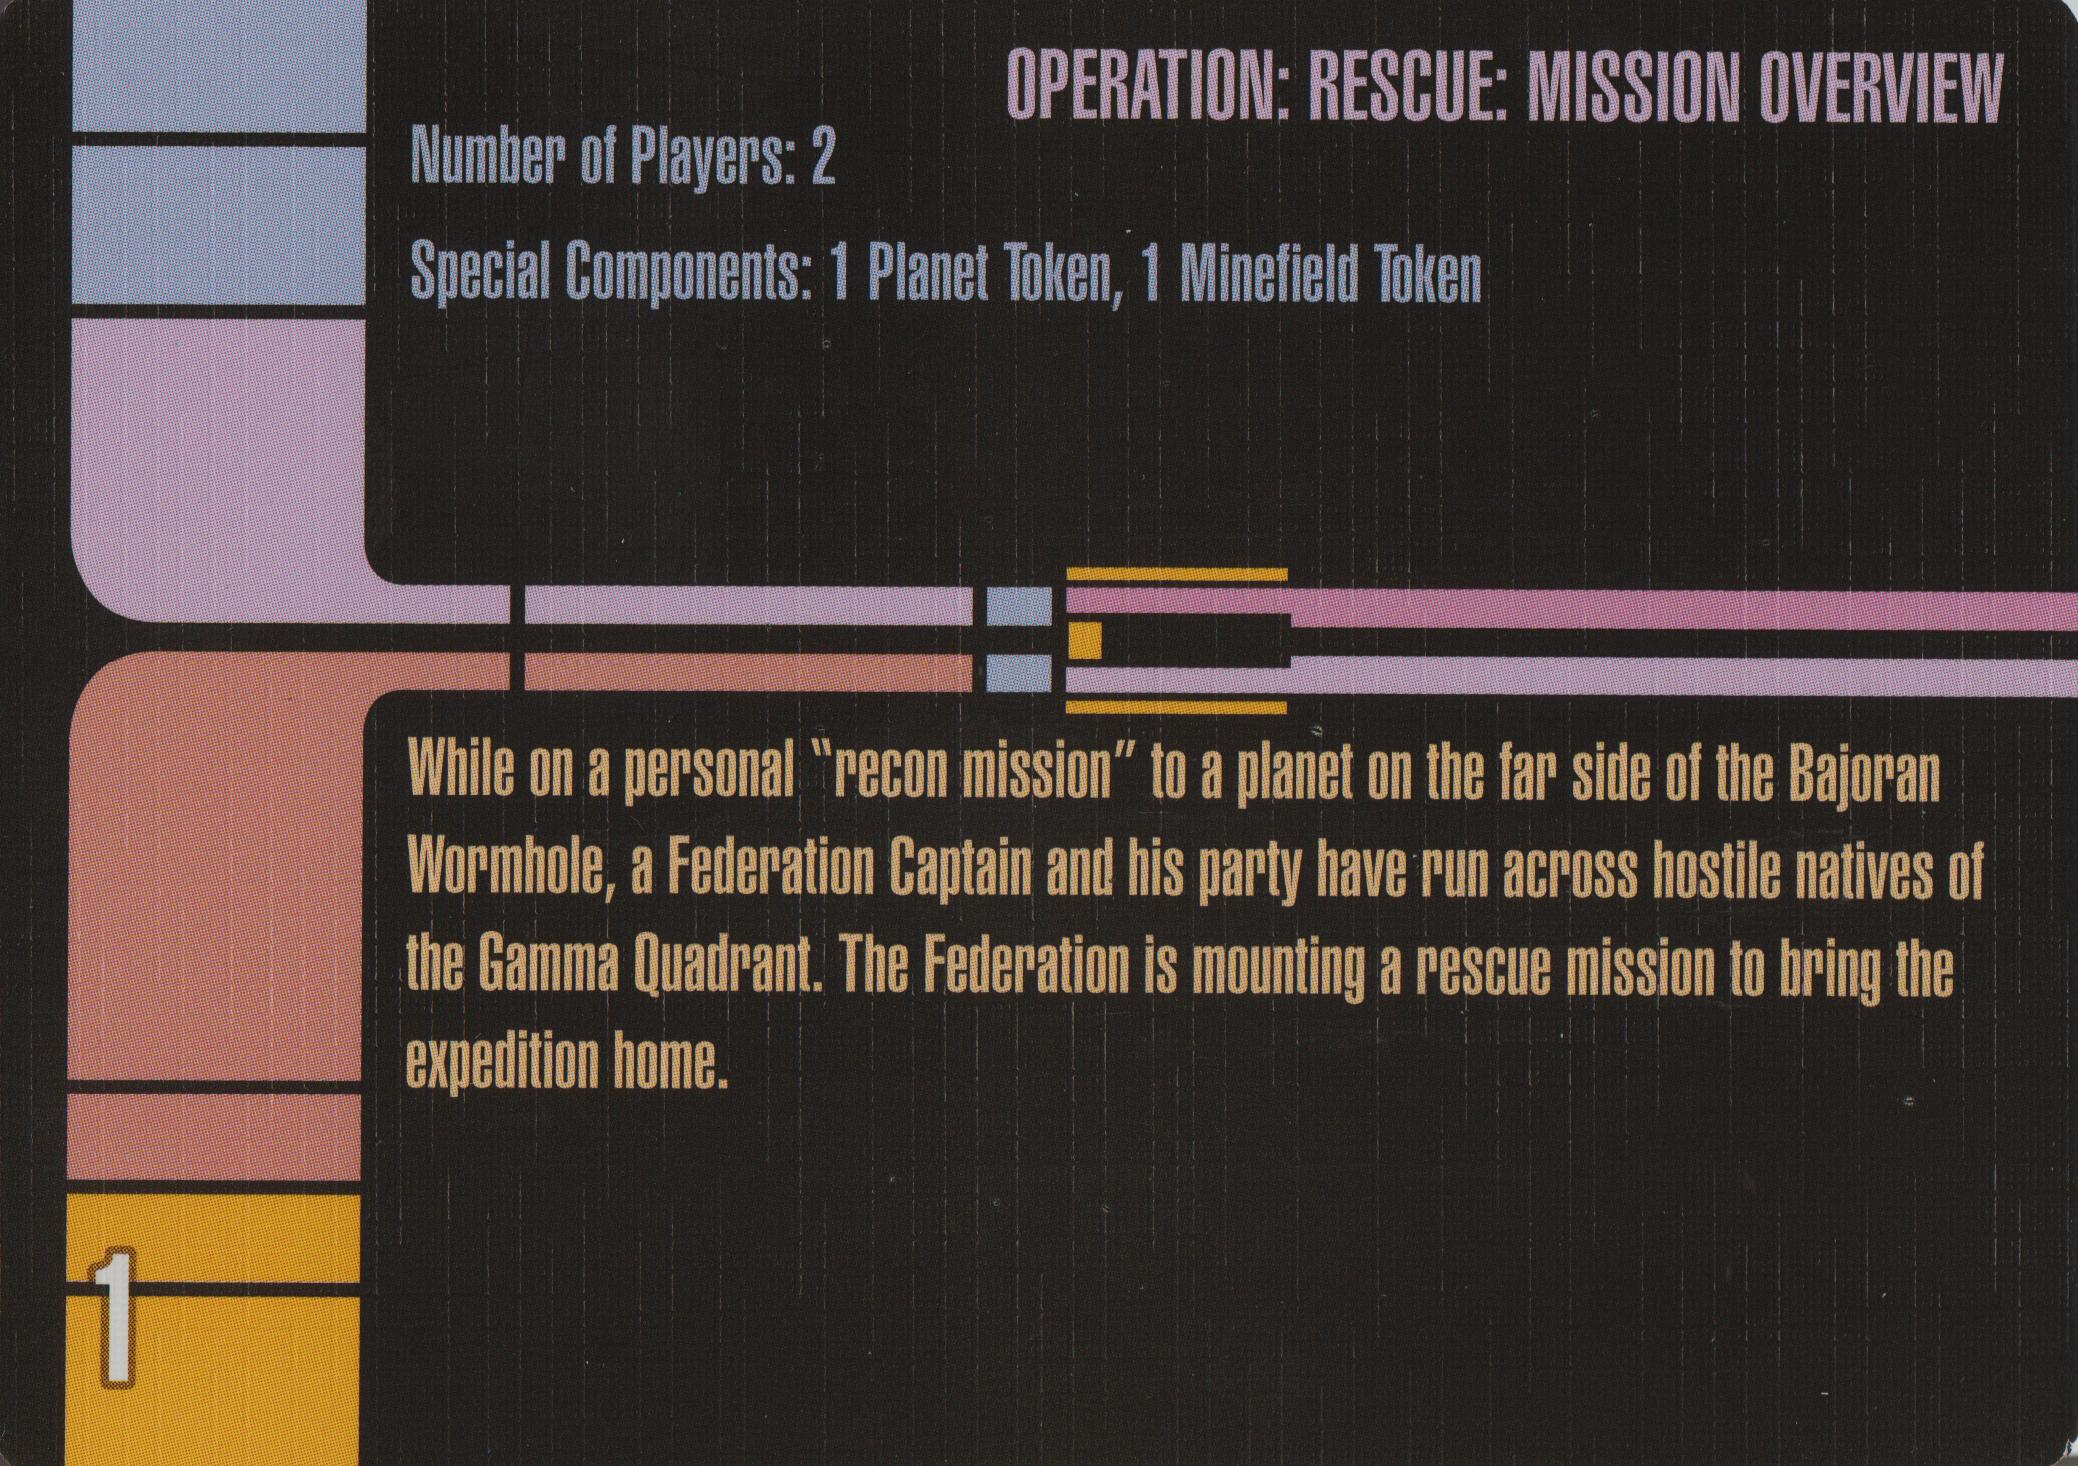 OPERATION: RESCUE: MISSION OVERVIEW
Number of Players: 2
Special Components: 1 Planet Token, 1 Minefield Token
While on a personal “recon mission” to a planet on the far side of the Bajoran
Wormhole, a Federation Captain and his party have run across hostile natives of
the Gamma Quadrant. The Federation is mounting a rescue mission to bring the
expedition home.
1